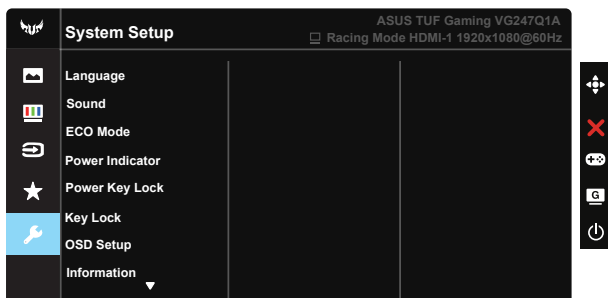 ASUS TUF Gaming VG247Q1A
System Setup
Racing Mode HDMI-1 1920x1080@60Hz
Language
Sound
ECO Mode
Power Indicator
Power Key Lock
Key Lock
OSD Setup
Information
G